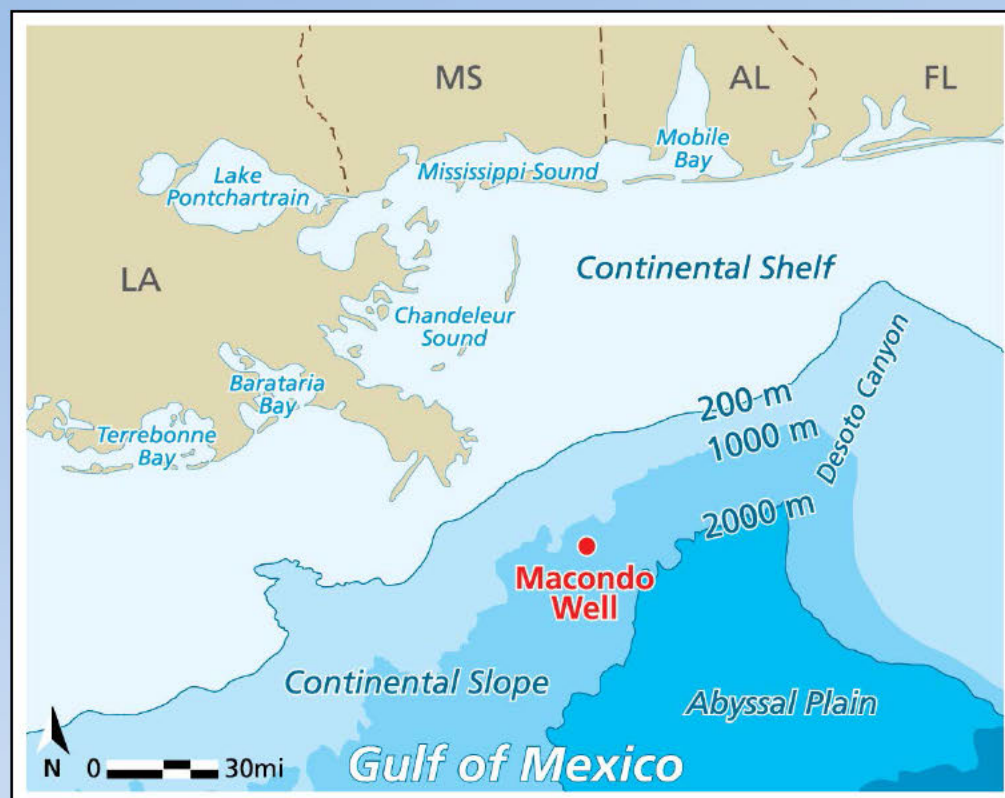 MS
AL
FL
Mobile
Bay
Mississippi Sound
Lake
Pontchartrain
LA
Continental Shelf
Chandeleur
Sound
Barataria
Bay
Terrebonne
Bay
200 m
1000 m
2000 m
Desoto Canyon
Macondo
Well
Continental Slope
Abyssal Plain
N
0 30mi
Gulf of Mexico